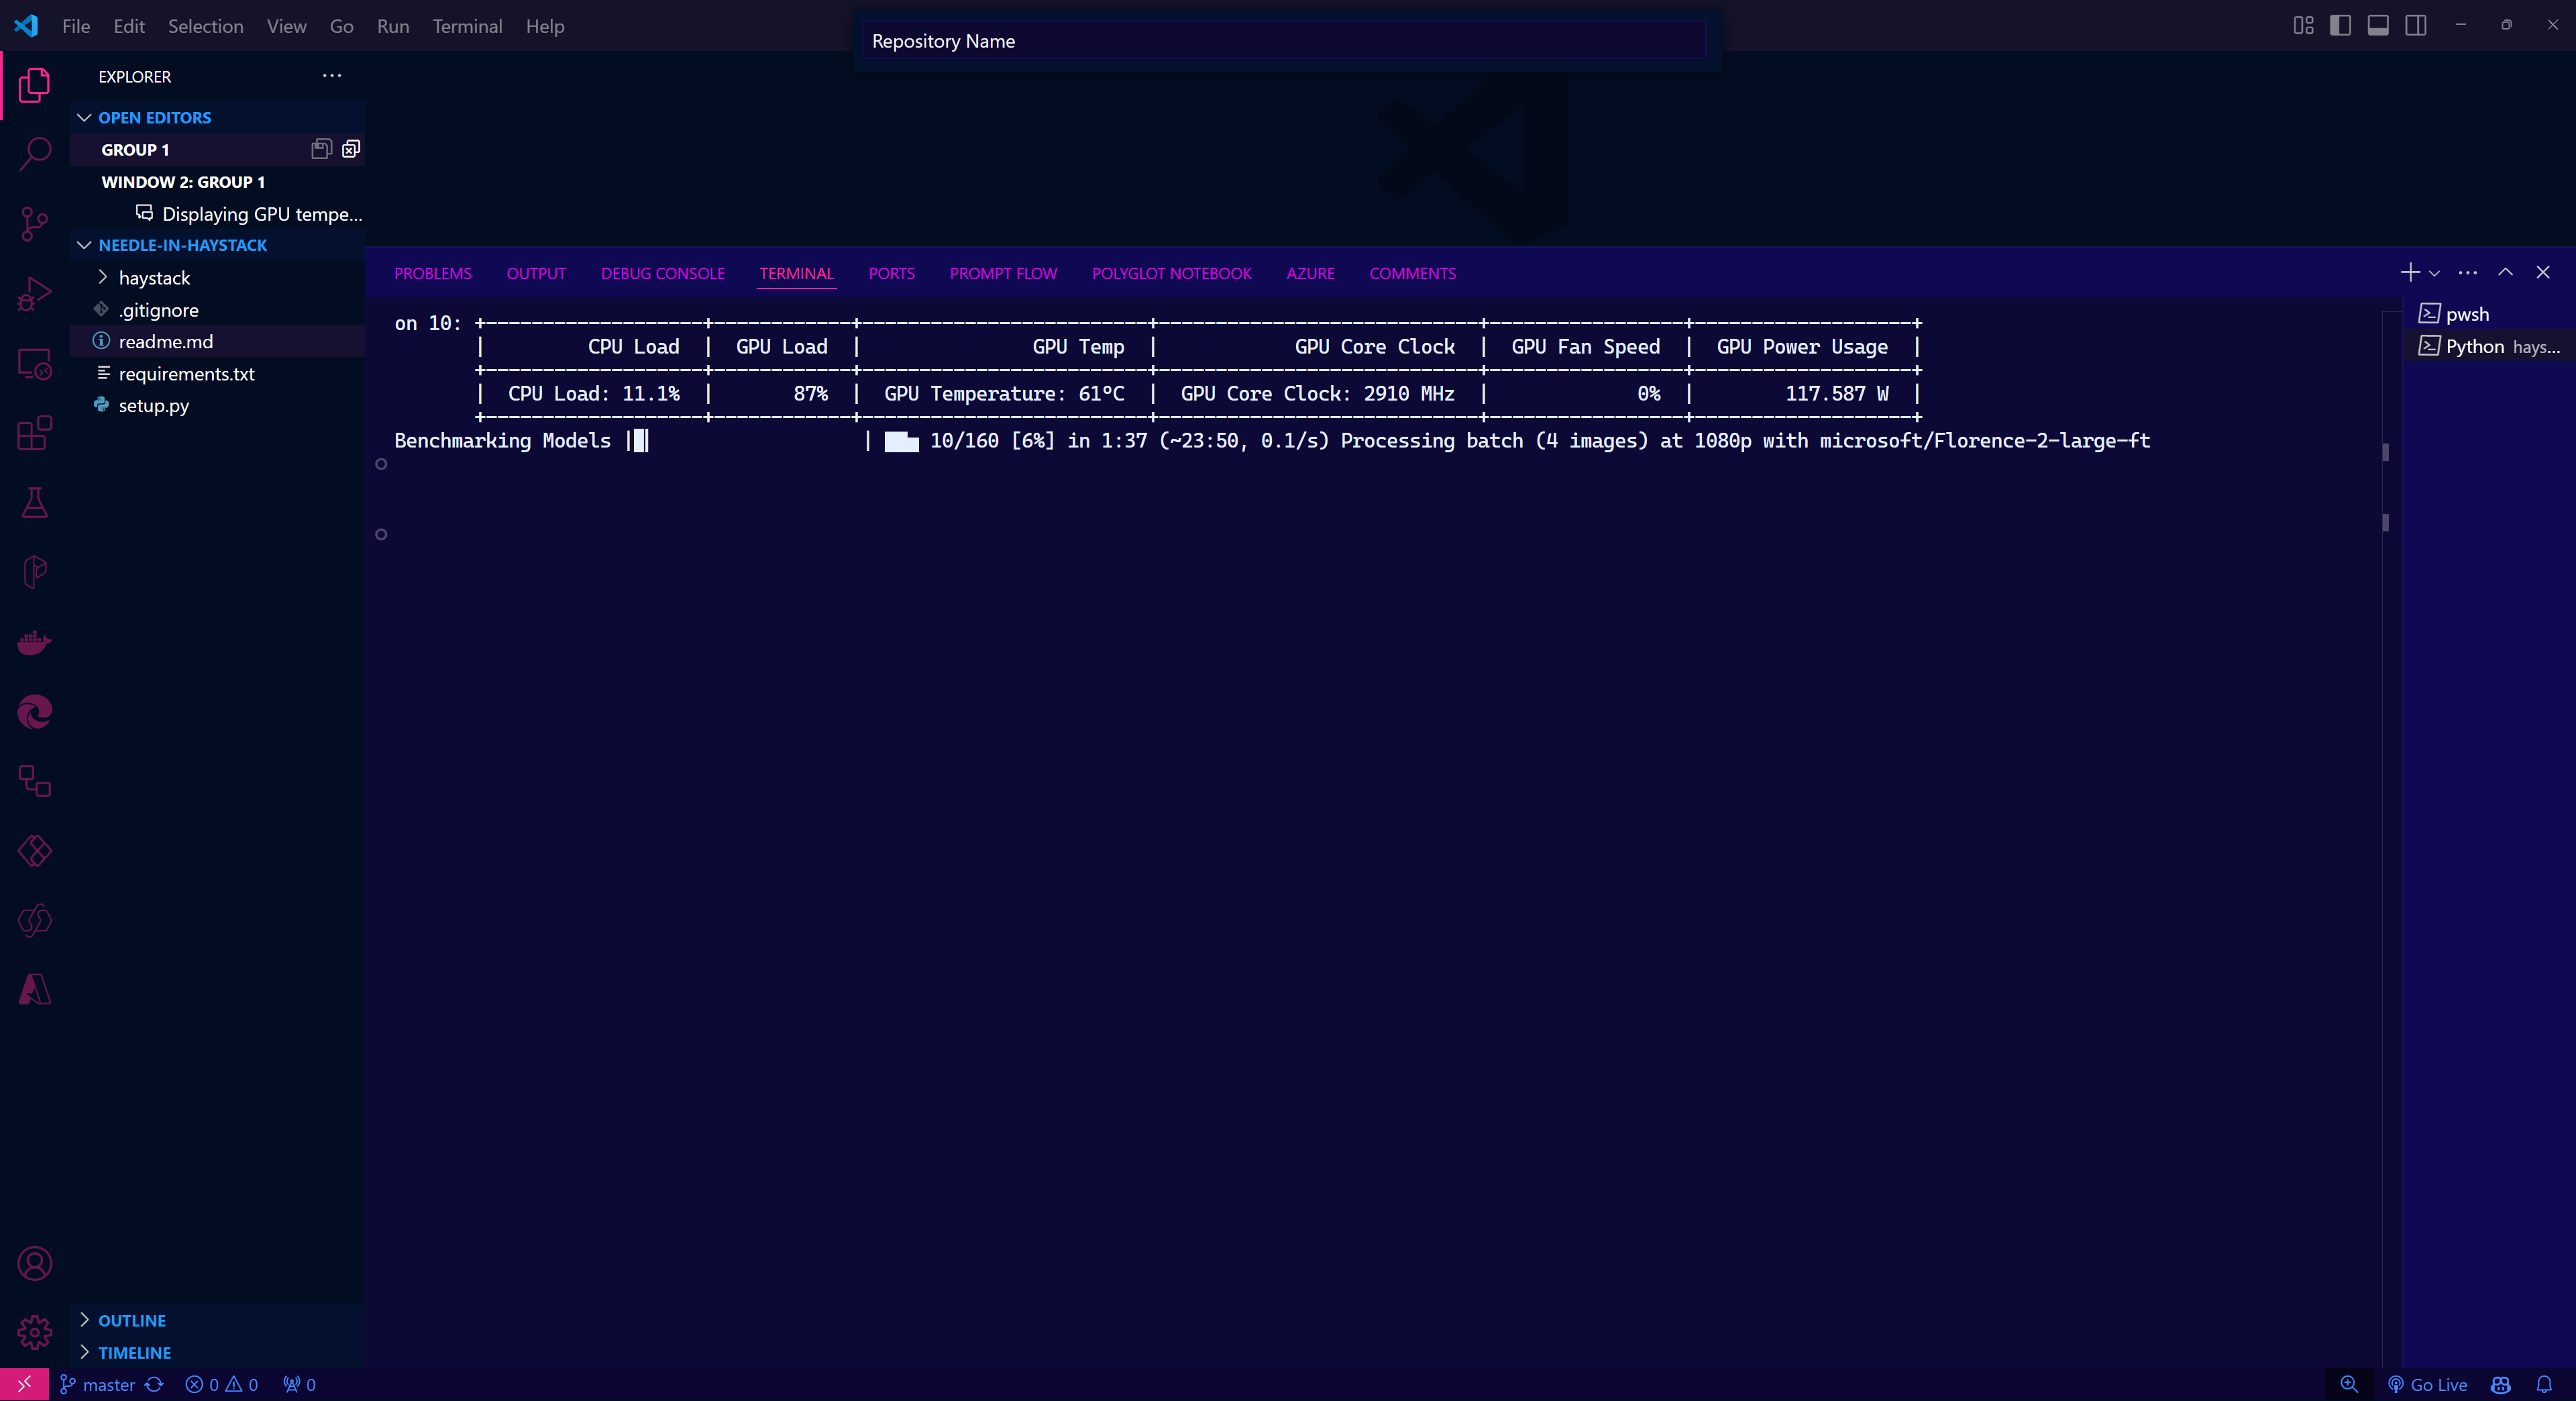 File Edit Selection View Go Run Terminal Help
Repository Name
EXPLORER
OPEN EDITORS
GROUP 1
WINDOW 2: GROUP 1
Displaying GPU tempe...
NEEDLE-IN-HAYSTACK
haystack
.gitignore
readme.md
requirements.txt
setup.py
OUTLINE
TIMELINE
PROBLEMS OUTPUT DEBUG CONSOLE TERMINAL PORTS PROMPT FLOW POLYGLOT NOTEBOOK AZURE COMMENTS
on 10: +-------------------+------------+-------------------------+----------------------------+-----------------+-------------------+
| CPU Load | GPU Load | GPU Temp | GPU Core Clock | GPU Fan Speed | GPU Power Usage |
+-------------------+------------+-------------------------+----------------------------+-----------------+-------------------+
| CPU Load: 11.1% | 87% | GPU Temperature: 61°C | GPU Core Clock: 2910 MHz | 0% | 117.587 W |
+-------------------+------------+-------------------------+----------------------------+-----------------+-------------------+
Benchmarking Models |█| | ▇▇▅ 10/160 [6%] in 1:37 (~23:50, 0.1/s) Processing batch (4 images) at 1080p with microsoft/Florence-2-large-ft
pwsh
Python hays...
master 0 0 0 Go Live